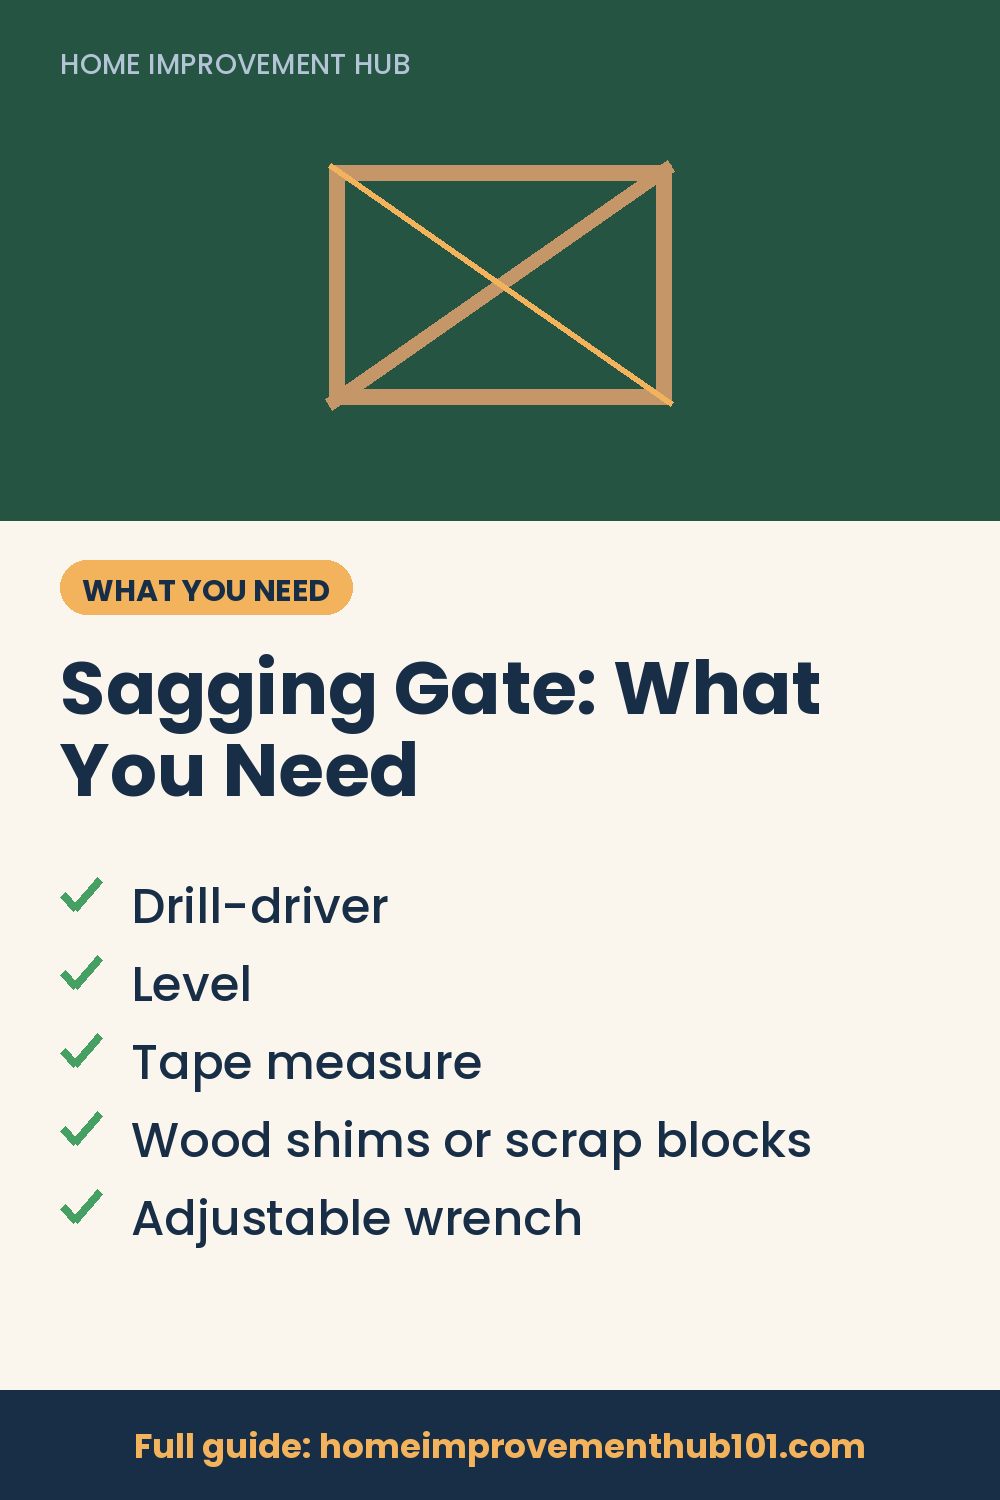 HOME IMPROVEMENT HUB
WHAT YOU NEED
Sagging Gate: What
You Need
Drill-driver
Level
Tape measure
Wood shims or scrap blocks
Adjustable wrench
Full guide: homeimprovementhub101.com